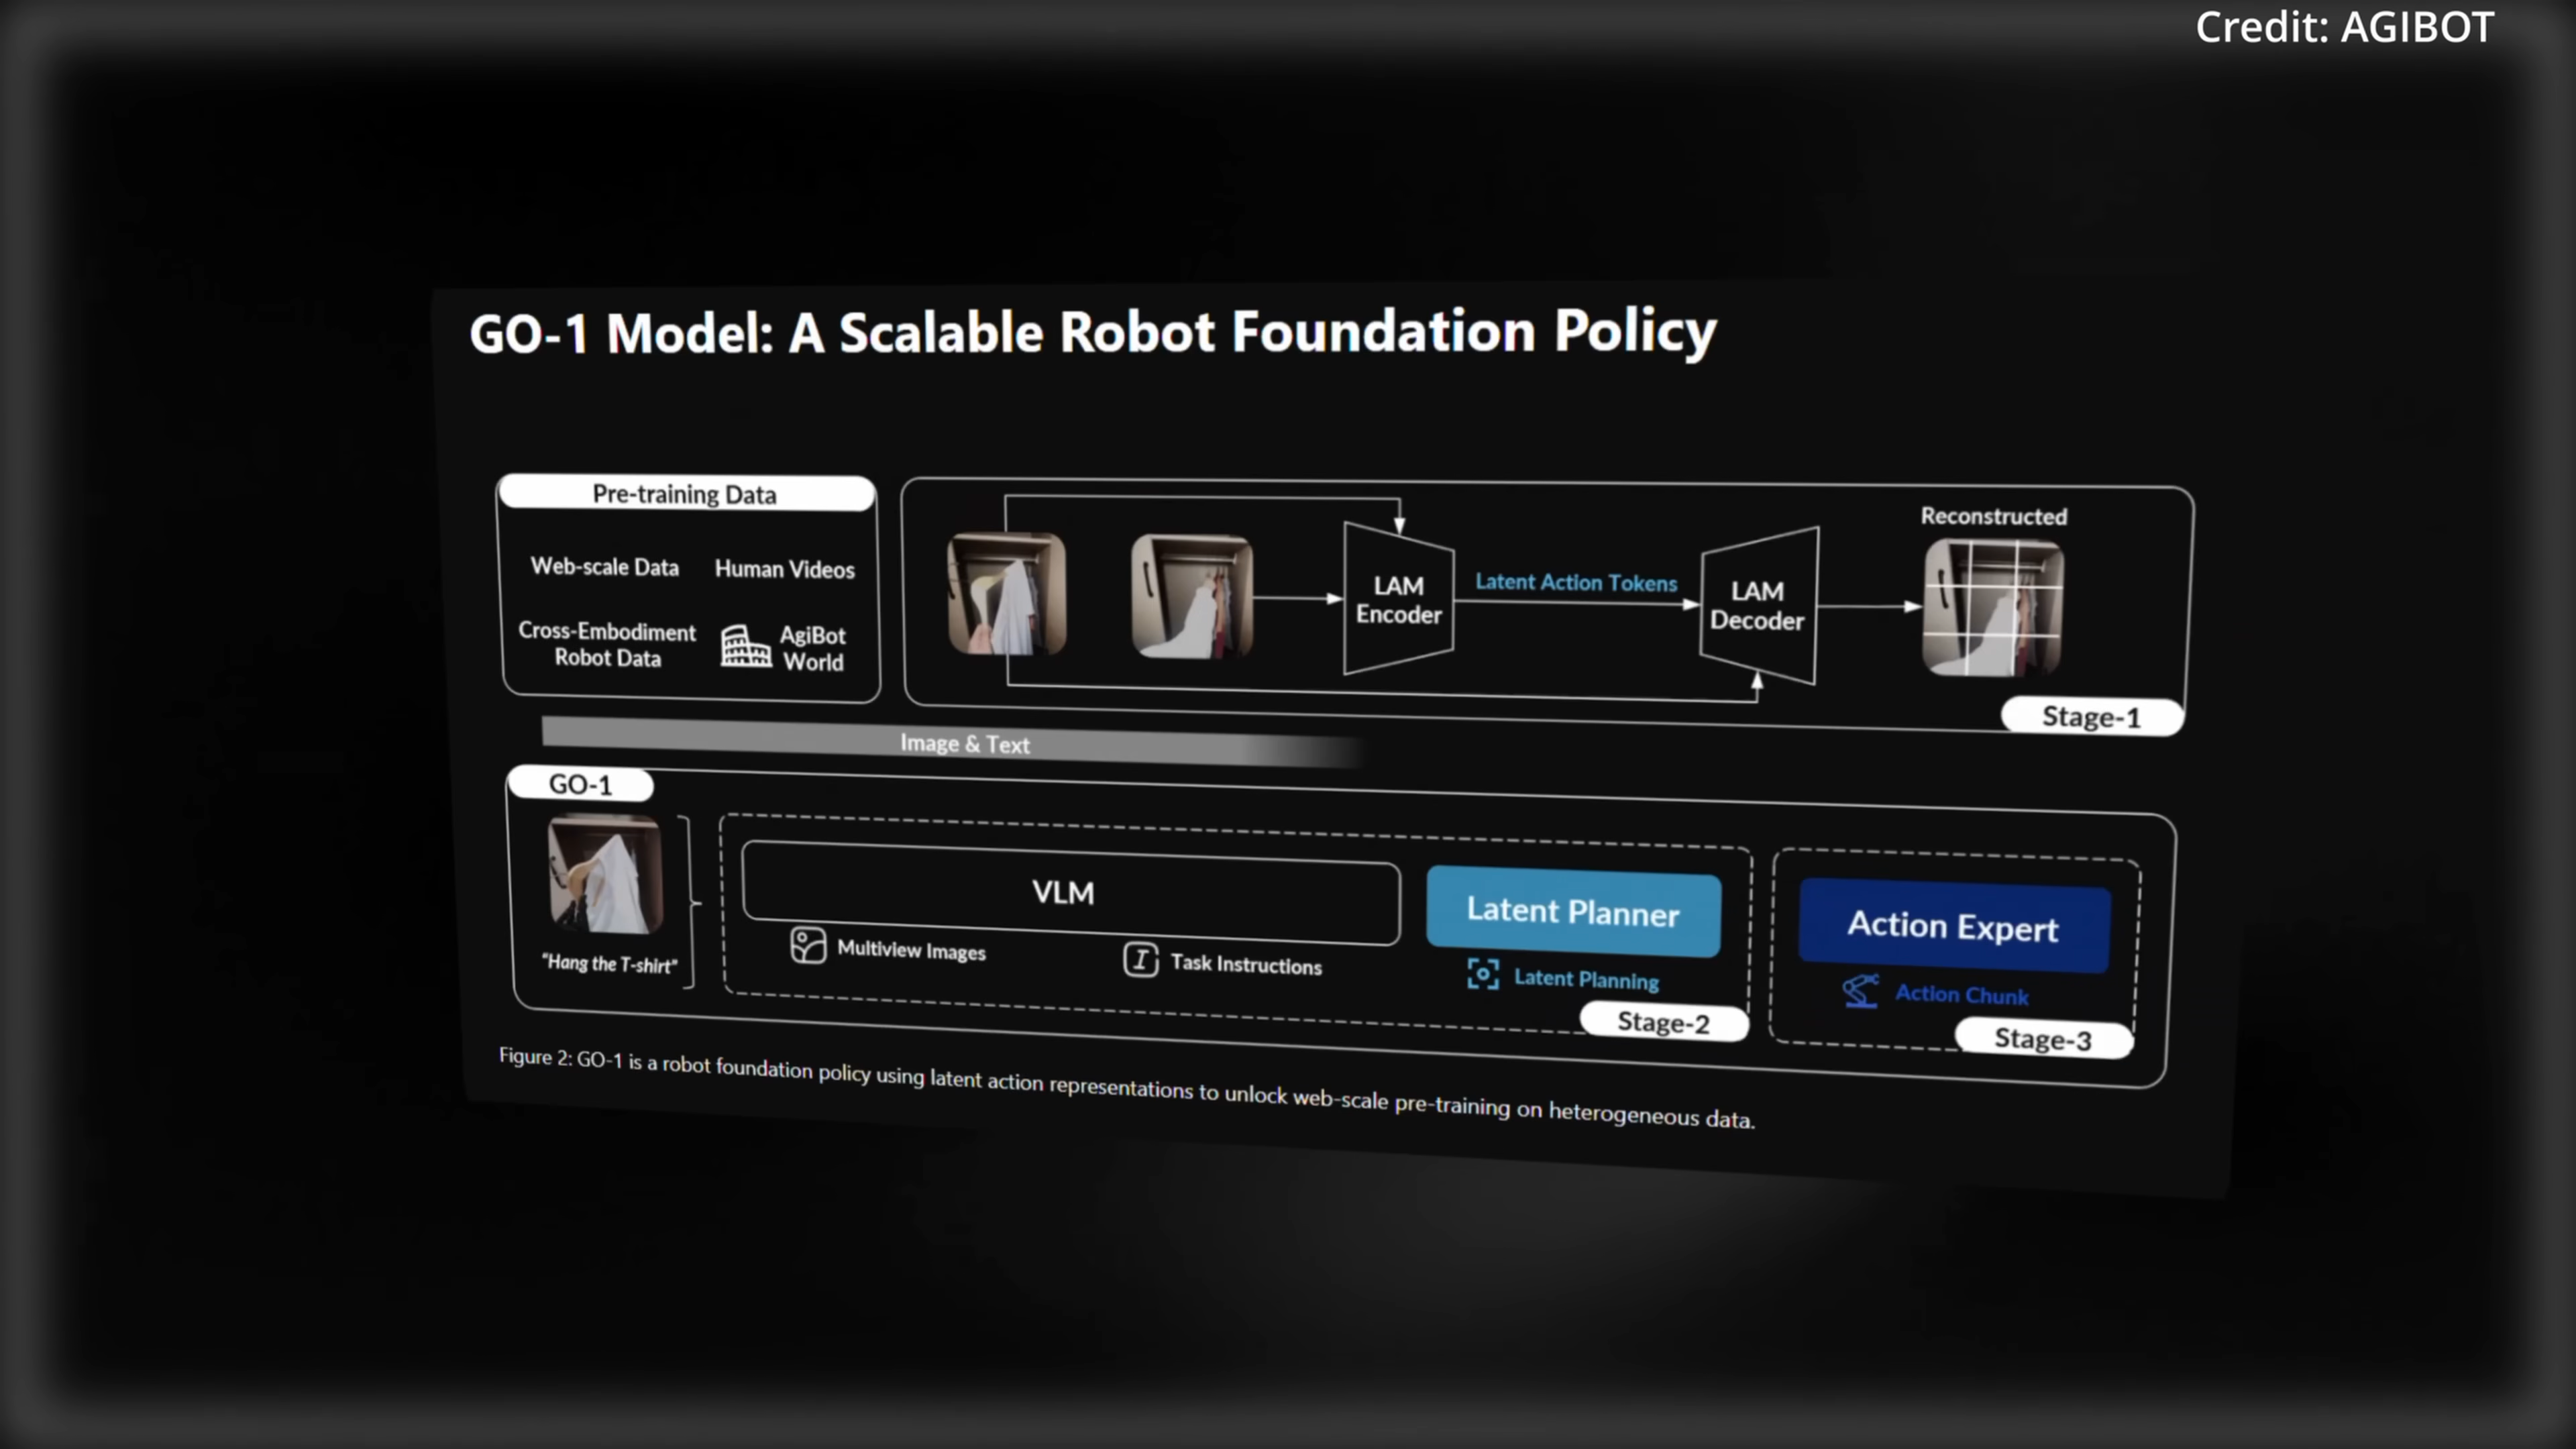 Credit: AGIBOT
GO-1 Model: A Scalable Robot Foundation Policy
Pre-training Data
Web-scale Data
Human Videos
Cross-Embodiment
Robot Data
AgiBot
World
LAM
Encoder
Latent Action Tokens
LAM
Decoder
Reconstructed
Stage-1
Image & Text
GO-1
"Hang the T-shirt"
VLM
Multiview Images
Task Instructions
Latent Planner
Latent Planning
Stage-2
Action Expert
Action Chunk
Stage-3
Figure 2: GO-1 is a robot foundation policy using latent action representations to unlock web-scale pre-training on heterogeneous data.